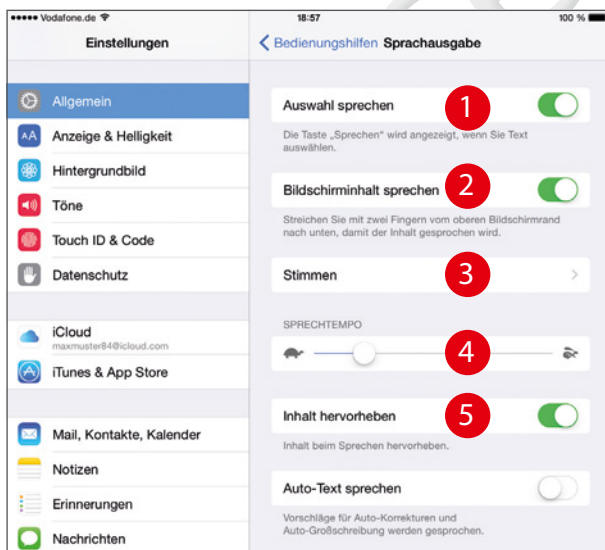 Vodafone.de 18:57 100 %
Einstellungen
Bedienungshilfen Sprachausgabe
Allgemein
Anzeige & Helligkeit
Hintergrundbild
Töne
Touch ID & Code
Datenschutz
iCloud
maxmuster84@icloud.com
iTunes & App Store
Mail, Kontakte, Kalender
Notizen
Erinnerungen
Nachrichten
Auswahl sprechen 1
Die Taste „Sprechen“ wird angezeigt, wenn Sie Text
auswählen.
Bildschirminhalt sprechen 2
Streichen Sie mit zwei Fingern vom oberen Bildschirmrand
nach unten, damit der Inhalt gesprochen wird.
Stimmen 3
SPRECHTEMPO
4
Inhalt hervorheben 5
Inhalt beim Sprechen hervorheben.
Auto-Text sprechen
Vorschläge für Auto-Korrekturen und
Auto-Großschreibung werden gesprochen.